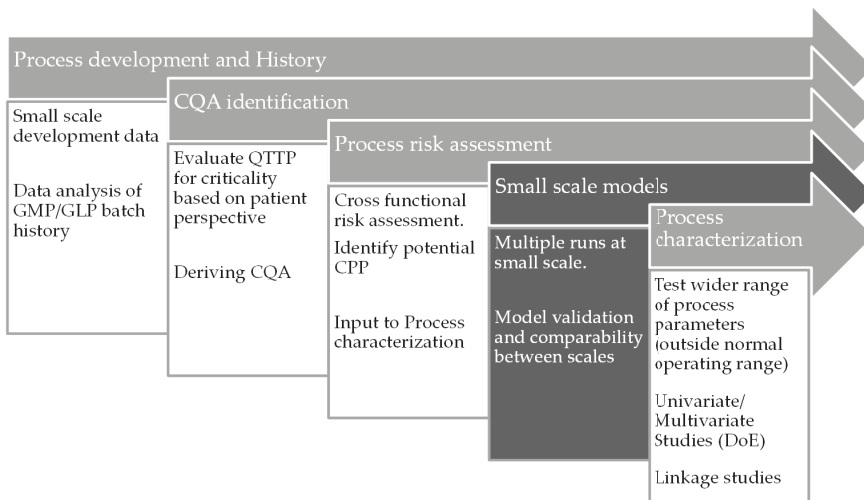 Process development and History
Small scale
development data
Data analysis of
GMP/GLP batch
history
CQA identification
Evaluate QTTP
for criticality
based on patient
perspective
Deriving CQA
Process risk assessment
Cross functional
risk assessment.
Identify potential
CPP
Input to Process
characterization
Small scale models
Multiple runs at
small scale.
Model validation
and comparability
between scales
Process
characterization
Test wider range
of process
parameters
(outside normal
operating range)
Univariate/
Multivariate
Studies (DoE)
Linkage studies